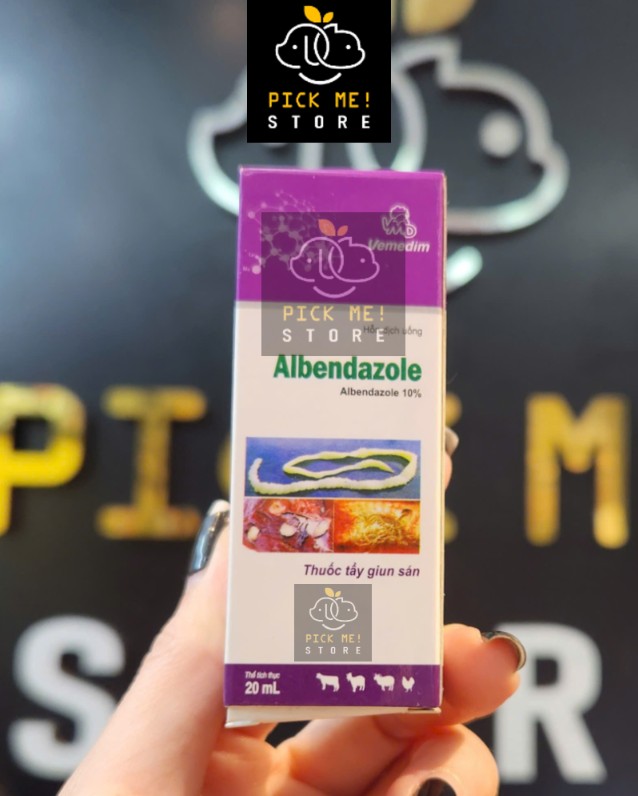 PICK ME!
STORE
Vemedim
PICK ME!
STORE
Hỗn dịch uống
Albendazole
Albendazole 10%
PI M
Thuốc tẩy giun sán
PICK ME!
STORE
S R
Thể tích thực
20 mL